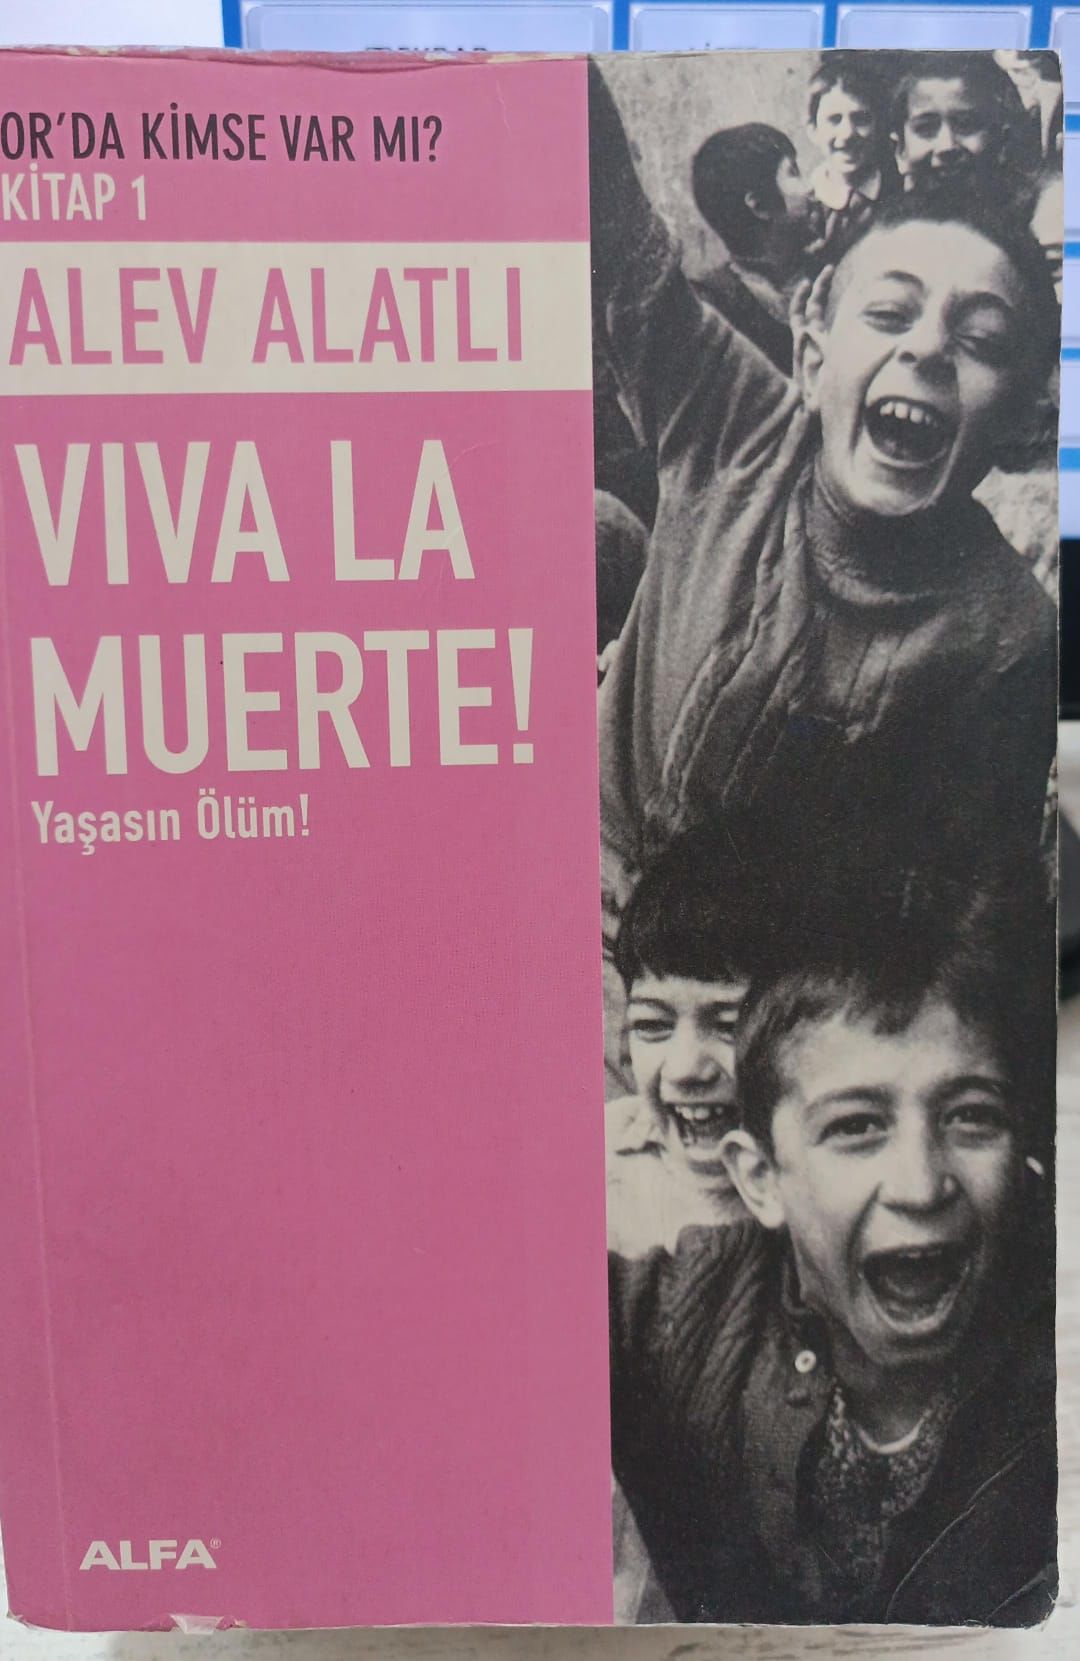 OR'DA KİMSE VAR MI?
KİTAP 1
ALEV ALATLI
VIVA LA
MUERTE!
Yaşasın Ölüm!
ALFA®